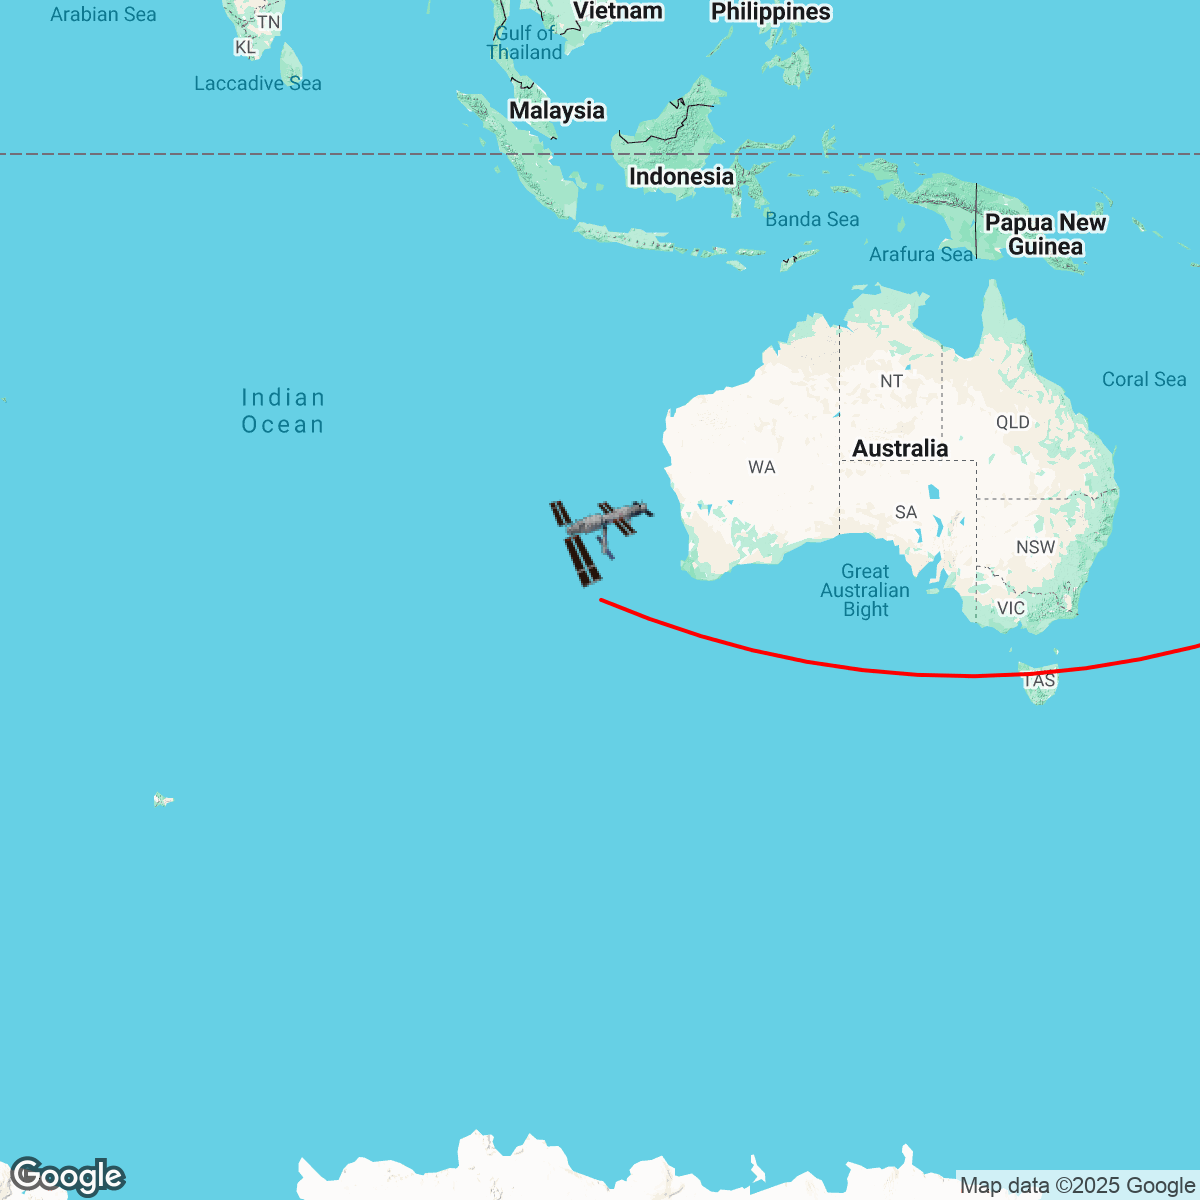 Vietnam
Philippines
Arabian Sea
TN
KL
Gulf of
Thailand
Laccadive Sea
Malaysia
Indonesia
Banda Sea
Papua New
Guinea
Arafura Sea
Coral Sea
NT
Indian
Ocean
QLD
Australia
WA
SA
NSW
Great
Australian
Bight
VIC
TAS
Google
Map data ©2025 Google